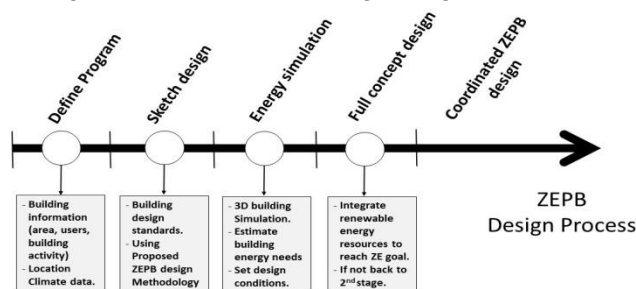 Define Program
Sketch design
Energy simulation
Full concept design
Coordinated ZEPB
design
- Building
information
(area, users,
building
activity)
- Location
Climate data.
- Building
design
standards.
- Using
Proposed
ZEPB design
Methodology
- 3D building
Simulation.
- Estimate
building
energy needs
- Set design
conditions.
- Integrate
renewable
energy
resources to
reach ZE goal.
- If not back to
2nd stage.
ZEPB
Design Process